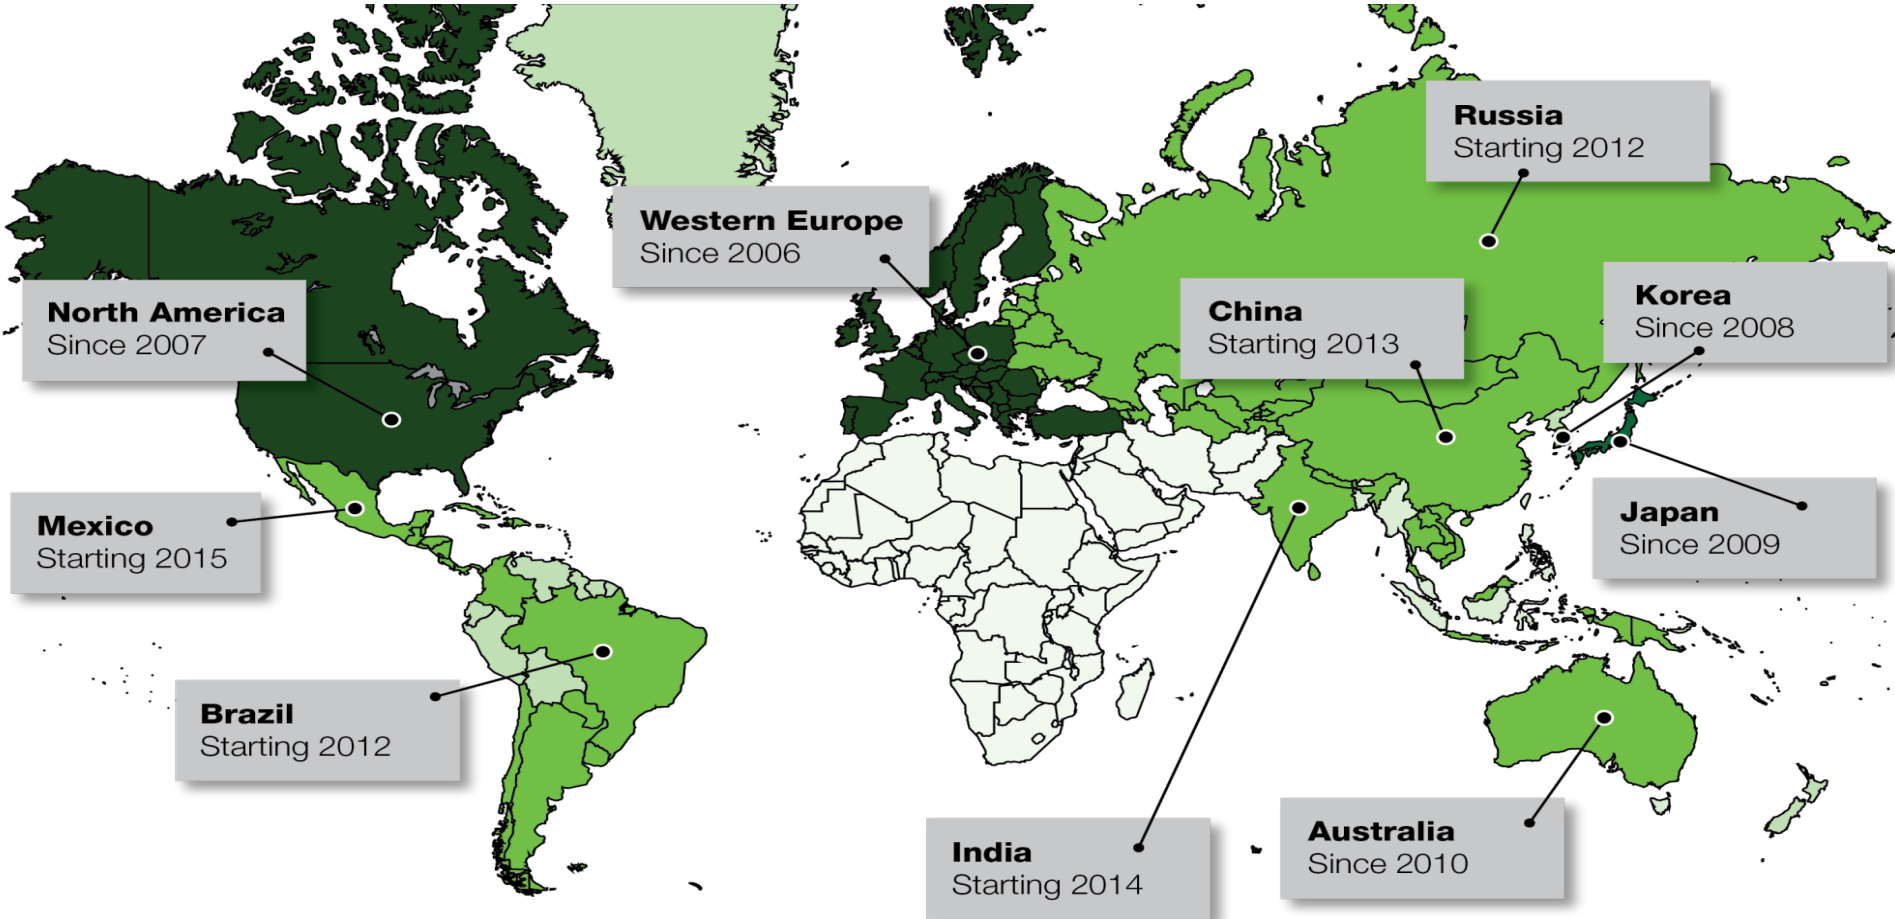 Russia
Starting 2012
Western Europe
Since 2006
North America
Since 2007
China
Starting 2013
Korea
Since 2008
Mexico
Starting 2015
Japan
Since 2009
Brazil
Starting 2012
India
Starting 2014
Australia
Since 2010